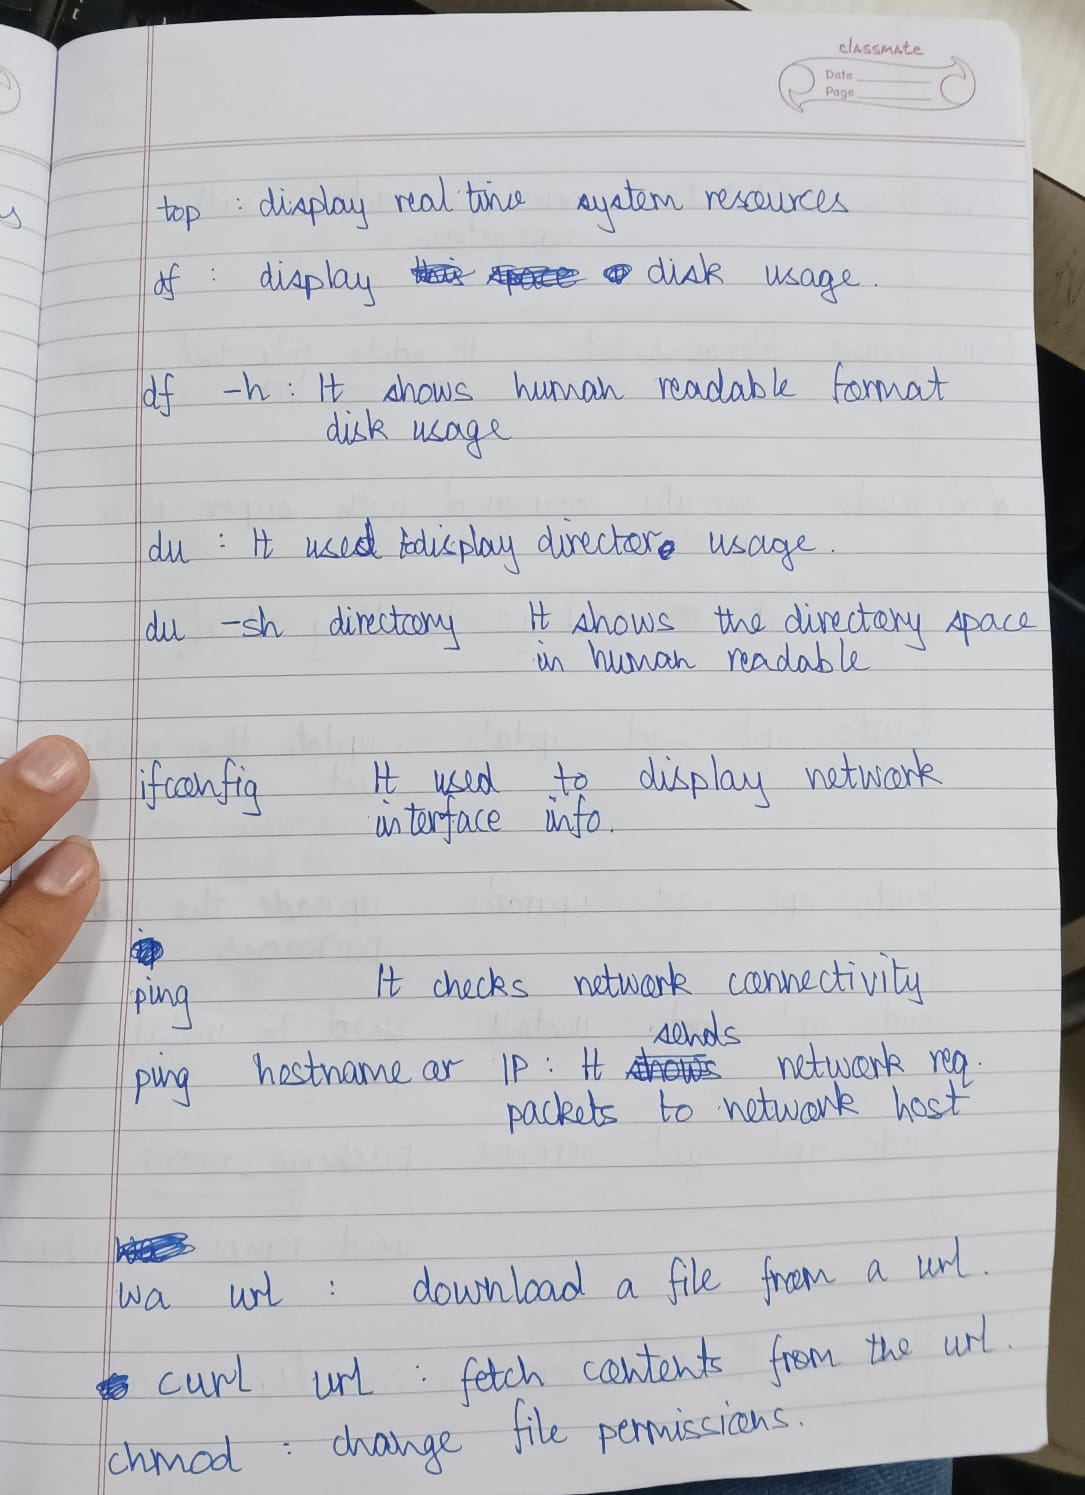 classmate
Date
Page
top : display real time system resources
df : display disk usage.
df -h : It shows human readable format
disk usage
du : It used to display directore usage.
du -sh directory It shows the directory space
in human readable
ifconfig It used to display network
interface info.
ping It checks network connectivity
sends
ping hostname or IP : It shows network req.
packets to network host
wa url : download a file from a url.
curl url : fetch contents from the url.
chmod : change file permissions.